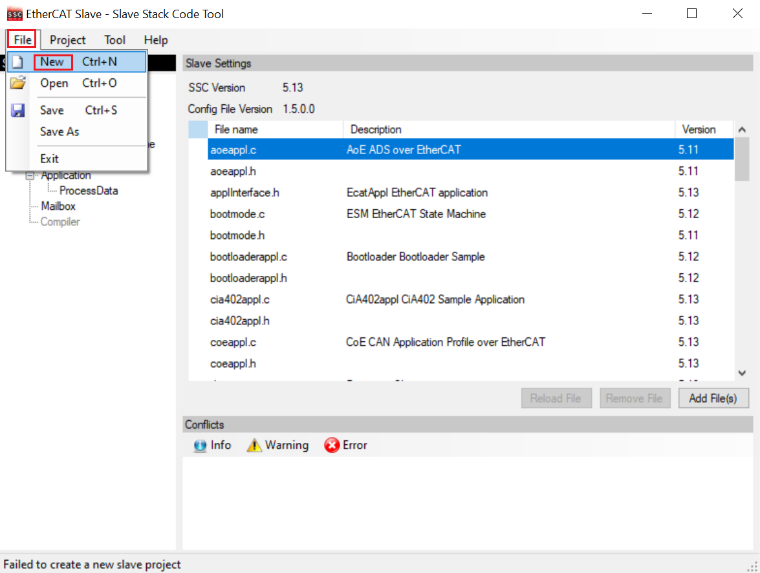 SSC EtherCAT Slave - Slave Stack Code Tool
File Project Tool Help
New Ctrl+N
Open Ctrl+O
Save Ctrl+S
Save As
Exit
Application
ProcessData
Mailbox
Compiler
Slave Settings
SSC Version 5.13
Config File Version 1.5.0.0
File name Description Version
aoeappl.c AoE ADS over EtherCAT 5.11
aoeappl.h 5.11
applInterface.h EcatAppl EtherCAT application 5.13
bootmode.c ESM EtherCAT State Machine 5.12
bootmode.h 5.11
bootloaderappl.c Bootloader Bootloader Sample 5.12
bootloaderappl.h 5.12
cia402appl.c CiA402appl CiA402 Sample Application 5.13
cia402appl.h 5.13
coeappl.c CoE CAN Application Profile over EtherCAT 5.13
coeappl.h 5.13
Reload File Remove File Add File(s)
Conflicts
Info Warning Error
Failed to create a new slave project